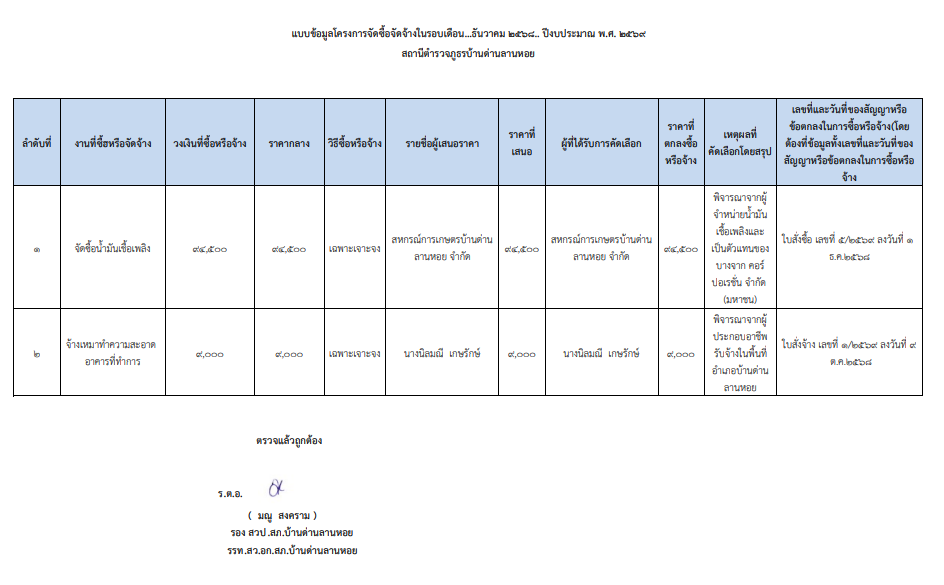 แบบข้อมูลโครงการจัดซื้อจัดจ้างในรอบเดือน...ธันวาคม ๒๕๖๘.. ปีงบประมาณ พ.ศ. ๒๕๖๙
สถานีตำรวจภูธรบ้านด่านลานหอย
ลำดับที่
งานที่ซื้อหรือจัดจ้าง
วงเงินที่ซื้อหรือจ้าง
ราคากลาง
วิธีซื้อหรือจ้าง
รายชื่อผู้เสนอราคา
ราคาที่
เสนอ
ผู้ที่ได้รับการคัดเลือก
ราคาที่
ตกลงซื้อ
หรือจ้าง
เหตุผลที่
คัดเลือกโดยสรุป
เลขที่และวันที่ของสัญญาหรือ
ข้อตกลงในการซื้อหรือจ้าง(โดย
ต้องที่ข้อมูลทั้งเลขที่และวันที่ของ
สัญญาหรือข้อตกลงในการซื้อหรือ
จ้าง
๑
จัดซื้อน้ำมันเชื้อเพลิง
๙๔,๕๐๐
๙๔,๕๐๐
เฉพาะเจาะจง
สหกรณ์การเกษตรบ้านด่าน
ลานหอย จำกัด
๙๔,๕๐๐
สหกรณ์การเกษตรบ้านด่าน
ลานหอย จำกัด
๙๔,๕๐๐
พิจารณาจากผู้
จำหน่ายน้ำมัน
เชื้อเพลิงและ
เป็นตัวแทนของ
บางจาก คอร์
ปอเรชั่น จำกัด
(มหาชน)
ใบสั่งซื้อ เลขที่ ๕/๒๕๖๙ ลงวันที่ ๑
ธ.ค.๒๕๖๘
๒
จ้างเหมาทำความสะอาด
อาคารที่ทำการ
๙,๐๐๐
๙,๐๐๐
เฉพาะเจาะจง
นางนิลมณี เกษรักษ์
๙,๐๐๐
นางนิลมณี เกษรักษ์
๙,๐๐๐
พิจารณาจากผู้
ประกอบอาชีพ
รับจ้างในพื้นที่
อำเภอบ้านด่าน
ลานหอย
ใบสั่งจ้าง เลขที่ ๑/๒๕๖๙ ลงวันที่ ๙
ต.ค.๒๕๖๘
ตรวจแล้วถูกต้อง
ร.ต.อ.
( มณู สงคราม )
รอง สวป.สภ.บ้านด่านลานหอย
รรท.สว.อก.สภ.บ้านด่านลานหอย